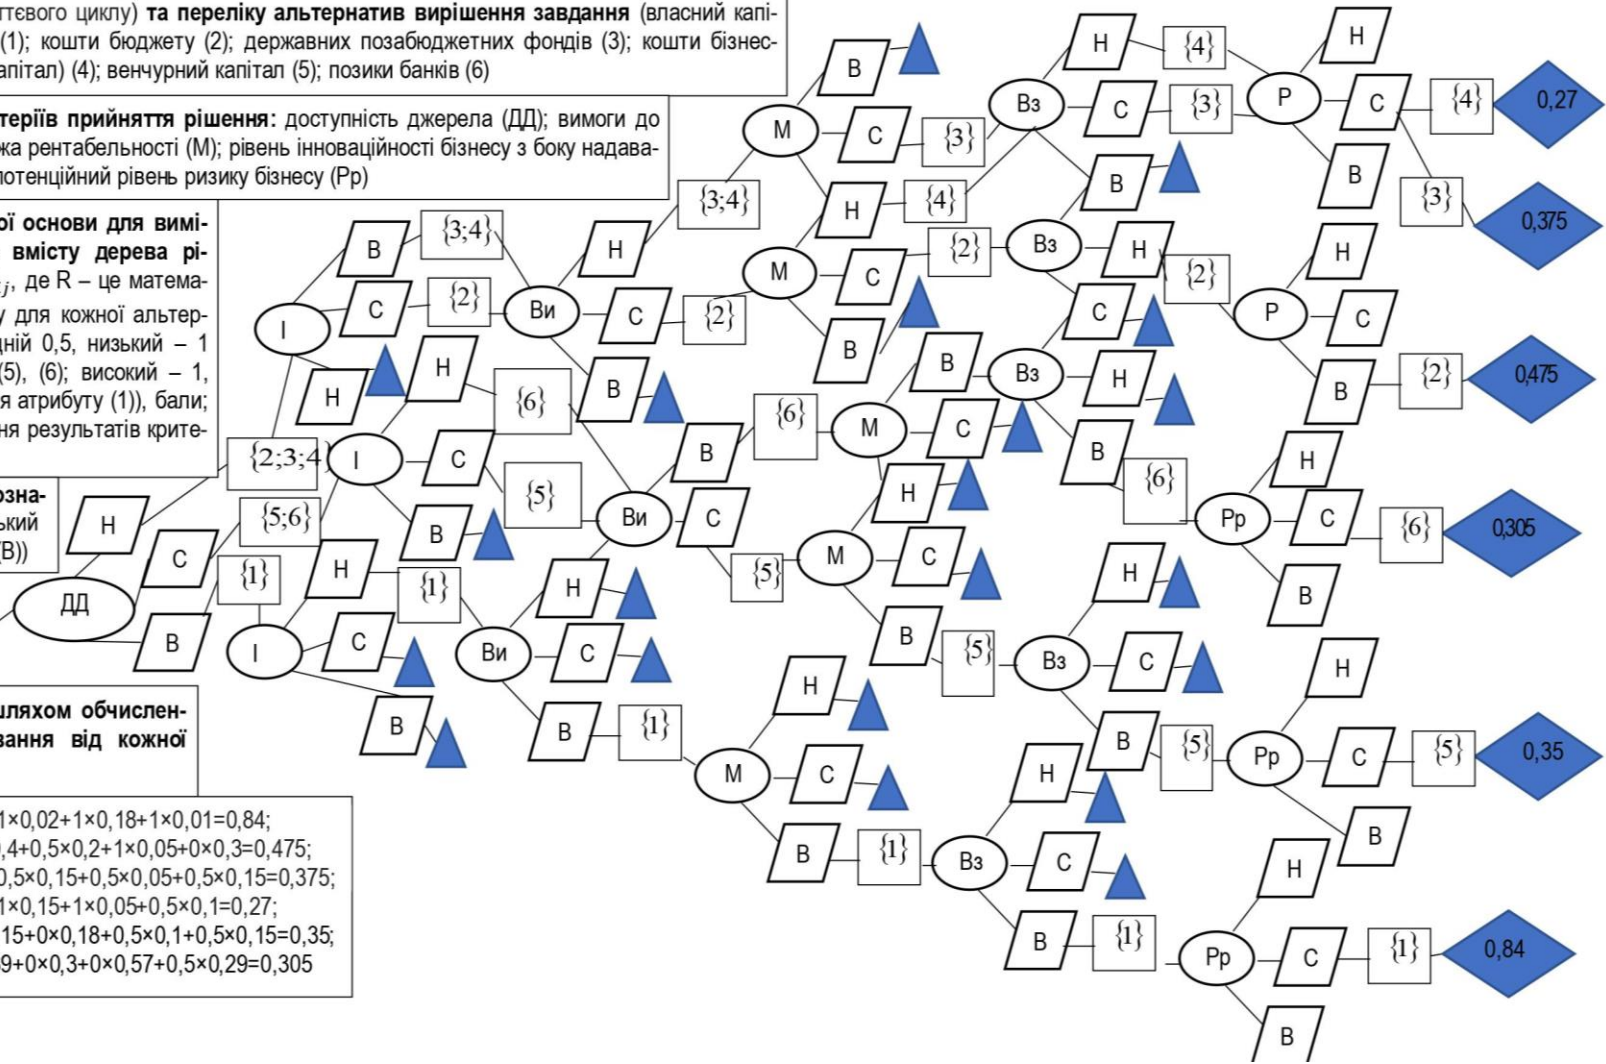 ттєвого циклу) та переліку альтернатив вирішення завдання (власний капі-
(1); кошти бюджету (2); державних позабюджетних фондів (3); кошти бізнес-
апітал) (4); венчурний капітал (5); позики банків (6)
теріїв прийняття рішення: доступність джерела (ДД); вимоги до
жа рентабельності (М); рівень інноваційності бізнесу з боку надава-
потенційний рівень ризику бізнесу (Рр)
ої основи для вимі-
вмісту дерева рі-
j, де R – це матема-
у для кожної альтер-
дній 0,5, низький – 1
(5), (6); високий – 1,
я атрибуту (1)), бали;
ня результатів крите-
озна-
ький
(В))
шляхом обчислен-
вання від кожної
1×0,02+1×0,18+1×0,01=0,84;
0,4+0,5×0,2+1×0,05+0×0,3=0,475;
0,5×0,15+0,5×0,05+0,5×0,15=0,375;
1×0,15+1×0,05+0,5×0,1=0,27;
15+0×0,18+0,5×0,1+0,5×0,15=0,35;
39+0×0,3+0×0,57+0,5×0,29=0,305
ДД
Н
С
В
{2;3;4
{5;6}
{1}
І
В
{3;4}
С
{2}
Н
І
Н
{6}
С
{5}
В
І
Н
{1}
С
В
Ви
Н
{3;4}
С
{2}
В
Ви
В
{6}
С
{5}
Н
Ви
С
В
{1}
М
В
С
{3}
Н
{4}
М
С
{2}
В
М
В
С
Н
М
С
В
{5}
М
Н
С
В
{1}
Вз
Н
{4}
С
{3}
В
Вз
Н
{2}
С
Вз
Н
В
{6}
Вз
Н
С
В
{5}
Вз
Н
С
В
{1}
Р
Н
С
{4}
0,27
В
{3}
0,375
Р
Н
С
В
{2}
0,475
Рр
Н
С
{6}
0,305
В
Рр
Н
С
{5}
0,35
В
Рр
Н
С
{1}
0,84
В